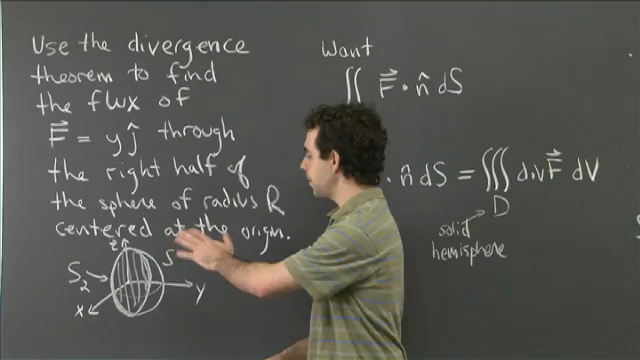 Use the divergence
theorem to find
the flux of
F⃗ = y ĵ through
the right half of
the sphere of radius R
centered at the origin.
z
S
S₂
y
x
Want
∬ F⃗ · n̂ dS
· n̂ dS = ∭ div F⃗ dV
D
solid
hemisphere